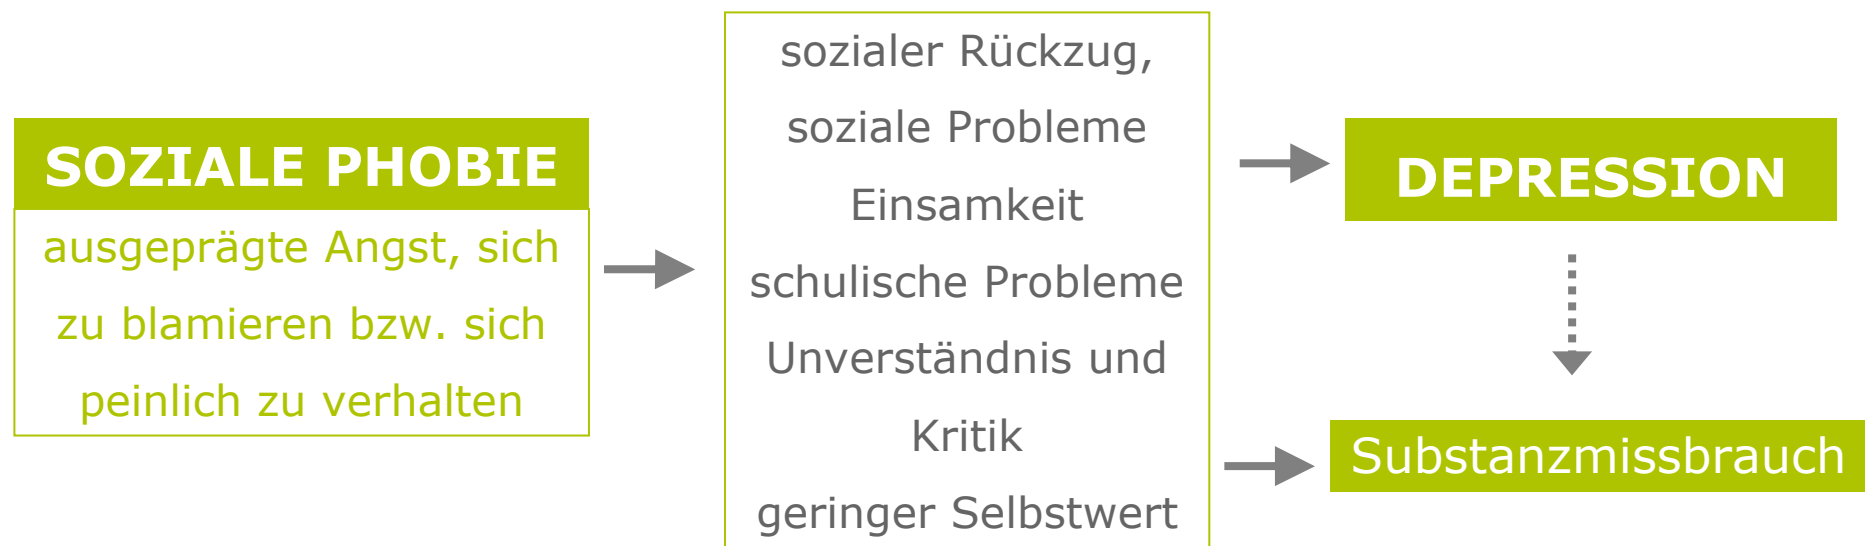 SOZIALE PHOBIE
ausgeprägte Angst, sich
zu blamieren bzw. sich
peinlich zu verhalten
sozialer Rückzug,
soziale Probleme
Einsamkeit
schulische Probleme
Unverständnis und
Kritik
geringer Selbstwert
DEPRESSION
Substanzmissbrauch